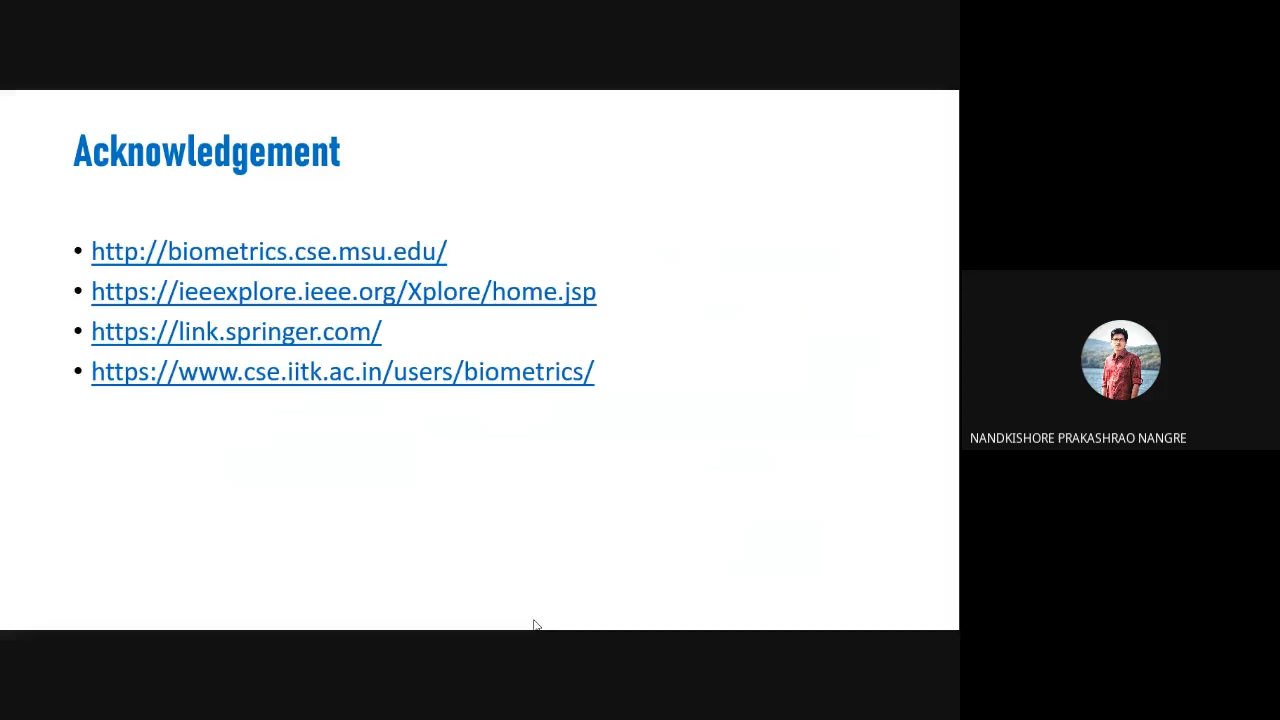 Acknowledgement
• http://biometrics.cse.msu.edu/
• https://ieeexplore.ieee.org/Xplore/home.jsp
• https://link.springer.com/
• https://www.cse.iitk.ac.in/users/biometrics/
NANDKISHORE PRAKASHRAO NANGRE